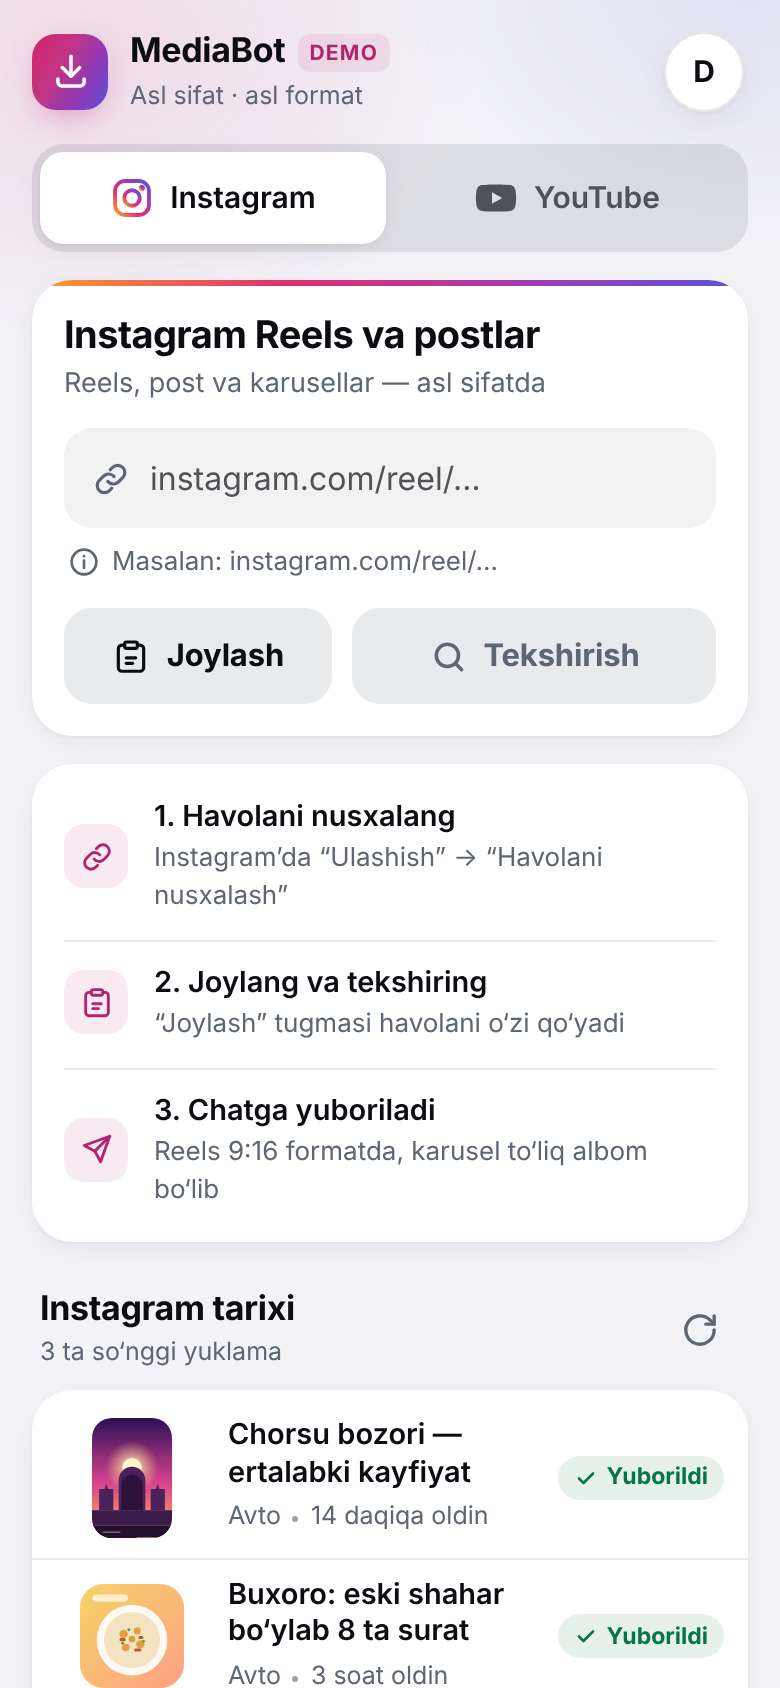 MediaBot DEMO
Asl sifat · asl format
D
Instagram
YouTube
Instagram Reels va postlar
Reels, post va karusellar — asl sifatda
instagram.com/reel/...
Masalan: instagram.com/reel/...
Joylash
Tekshirish
1. Havolani nusxalang
Instagram’da “Ulashish” → “Havolani
nusxalash”
2. Joylang va tekshiring
“Joylash” tugmasi havolani o‘zi qo‘yadi
3. Chatga yuboriladi
Reels 9:16 formatda, karusel to‘liq albom
bo‘lib
Instagram tarixi
3 ta so‘nggi yuklama
Chorsu bozori —
ertalabki kayfiyat
Avto • 14 daqiqa oldin
Yuborildi
Buxoro: eski shahar
bo‘ylab 8 ta surat
Avto • 3 soat oldin
Yuborildi